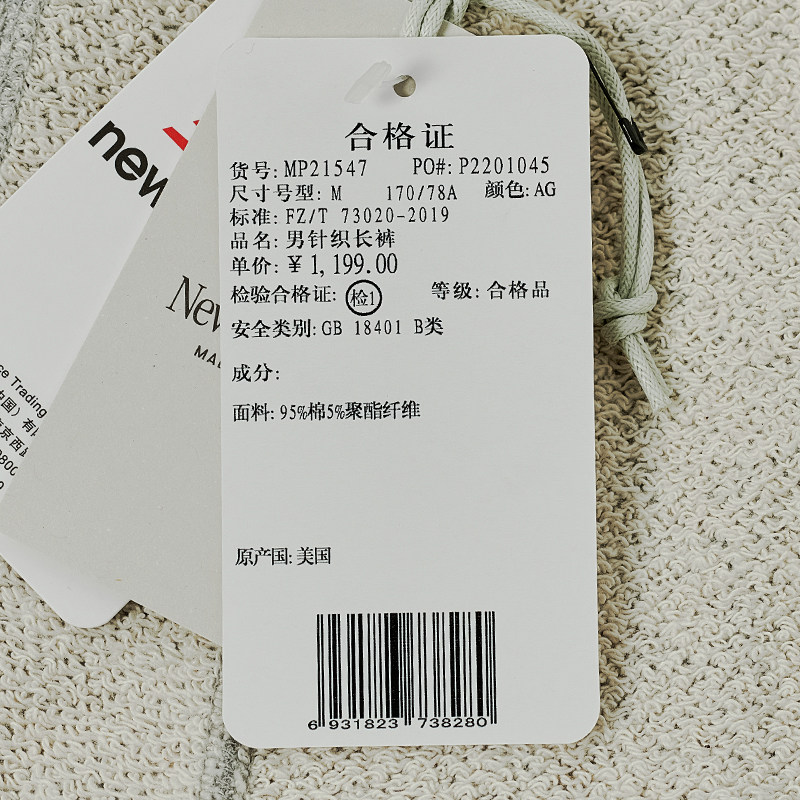 合格证
货号: MP21547 PO#: P2201045
尺寸号型: M 170/78A 颜色: AG
标准: FZ/T 73020-2019
品名: 男针织长裤
单价: ¥ 1,199.00
检验合格证: 检1 等级: 合格品
安全类别: GB 18401 B类
成分:
面料: 95%棉5%聚酯纤维
原产国: 美国
6 931823 738280
new
New
MA
ce Trading
中国）有
京西